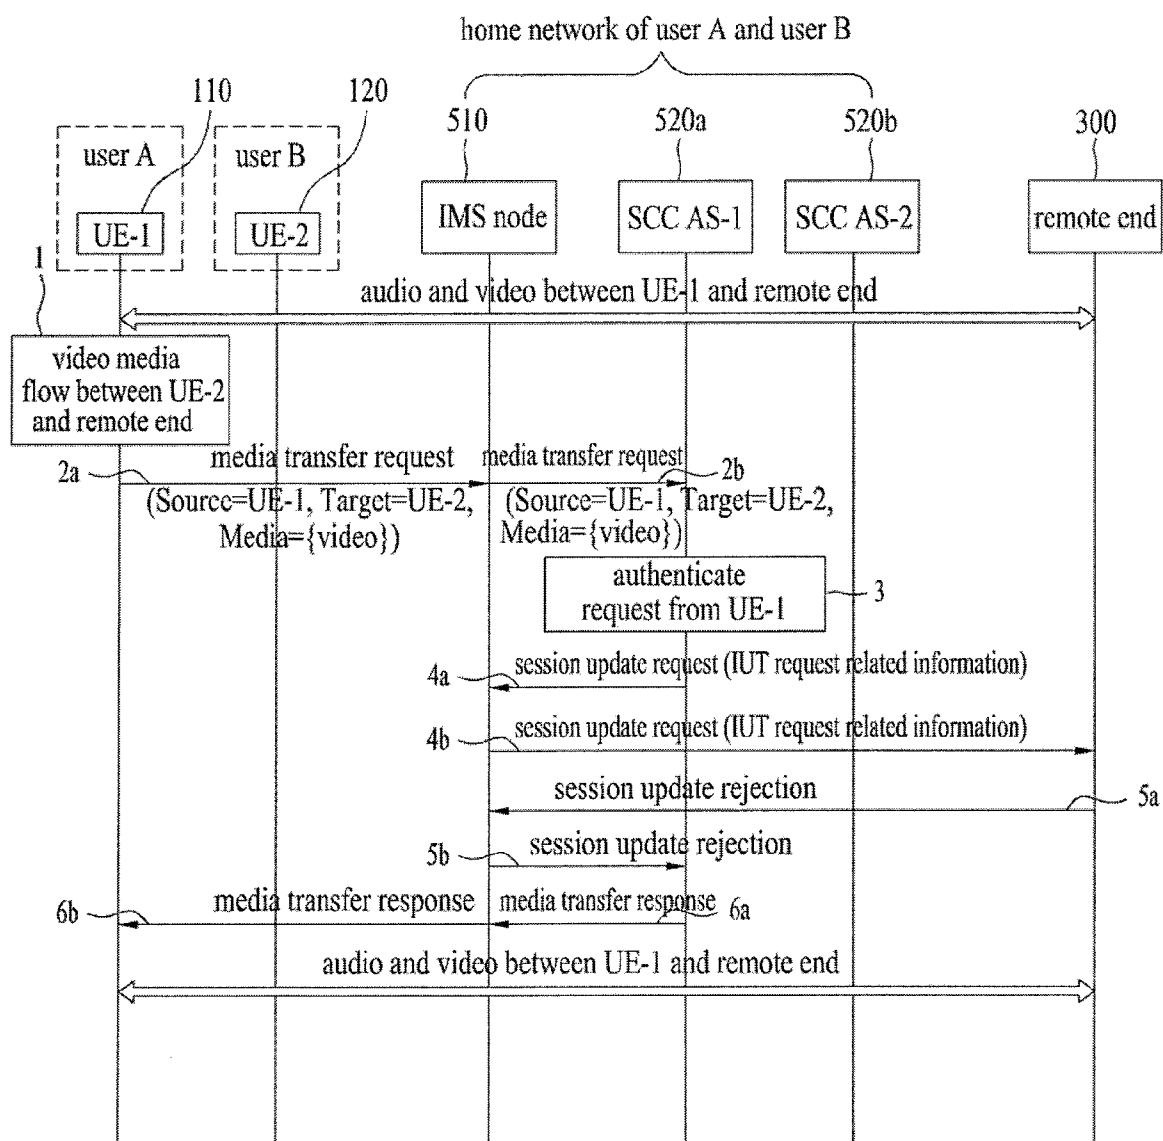 home network of user A and user B
110
120
510
520a
520b
300
user A
user B
UE-1
UE-2
IMS node
SCC AS-1
SCC AS-2
remote end
1
audio and video between UE-1 and remote end
video media
flow between UE-2
and remote end
media transfer request
media transfer request
2a
2b
(Source=UE-1, Target=UE-2,
Media={video})
(Source=UE-1, Target=UE-2,
Media={video})
authenticate
request from UE-1
3
session update request (IUT request related information)
4a
session update request (IUT request related information)
4b
session update rejection
5a
session update rejection
5b
media transfer response
media transfer response
6b
6a
audio and video between UE-1 and remote end